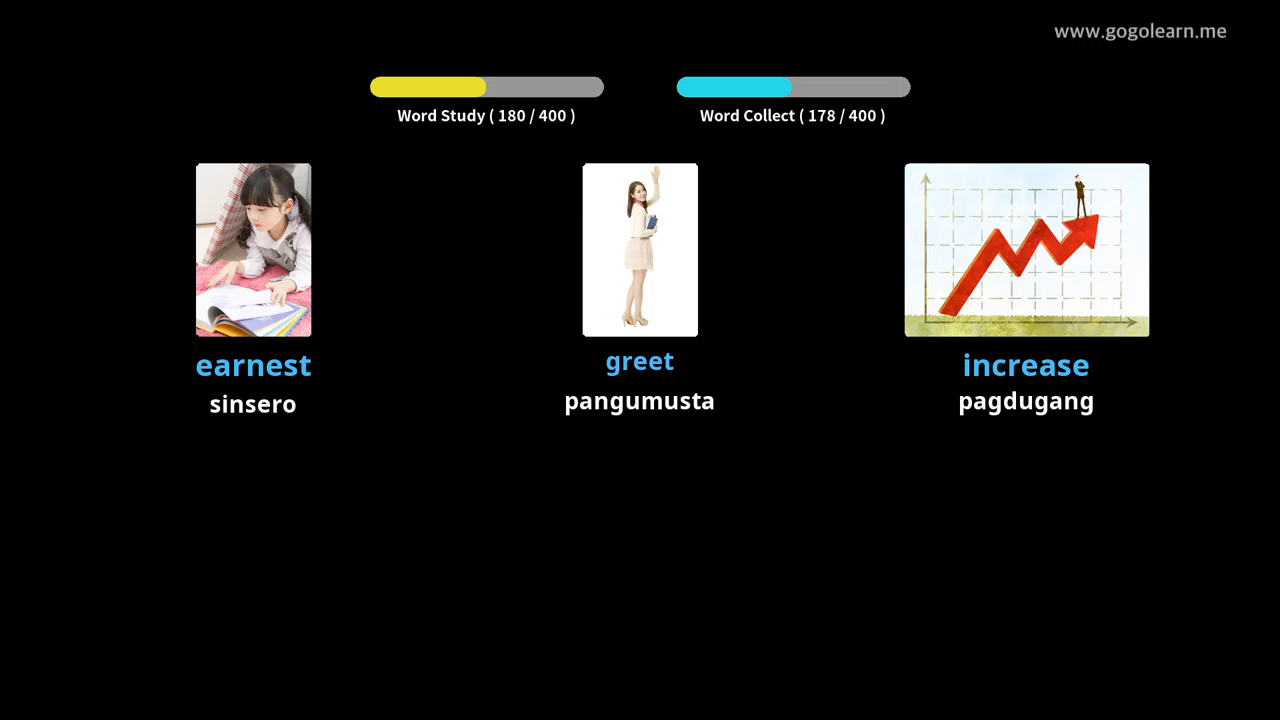 www.gogolearn.me
Word Study ( 180 / 400 )
Word Collect ( 178 / 400 )
earnest
sinsero
greet
pangumusta
increase
pagdugang